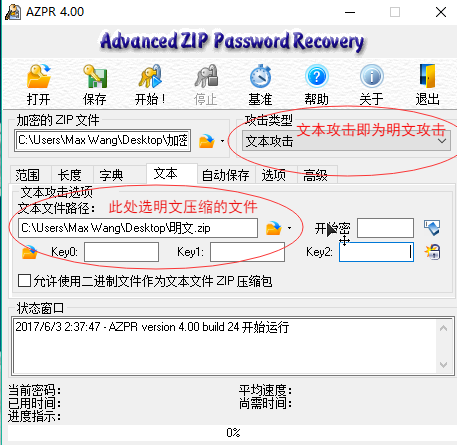 AZPR 4.00
Advanced ZIP Password Recovery
打开 保存 开始！ 停止 基准 帮助 关于 退出
加密的 ZIP 文件 攻击类型
C:\Users\Max Wang\Desktop\加密 文本攻击 文本攻击即为明文攻击
范围 长度 字典 文本 自动保存 选项 高级
文本攻击选项
文本文件路径： 此处选明文压缩的文件
C:\Users\Max Wang\Desktop\明文.zip 开始密
Key0: Key1: Key2:
允许使用二进制文件作为文本文件 ZIP 压缩包
状态窗口
2017/6/3 2:37:47 - AZPR version 4.00 build 24 开始运行
当前密码： 平均速度：
已用时间： 尚需时间：
进度指示：
0%